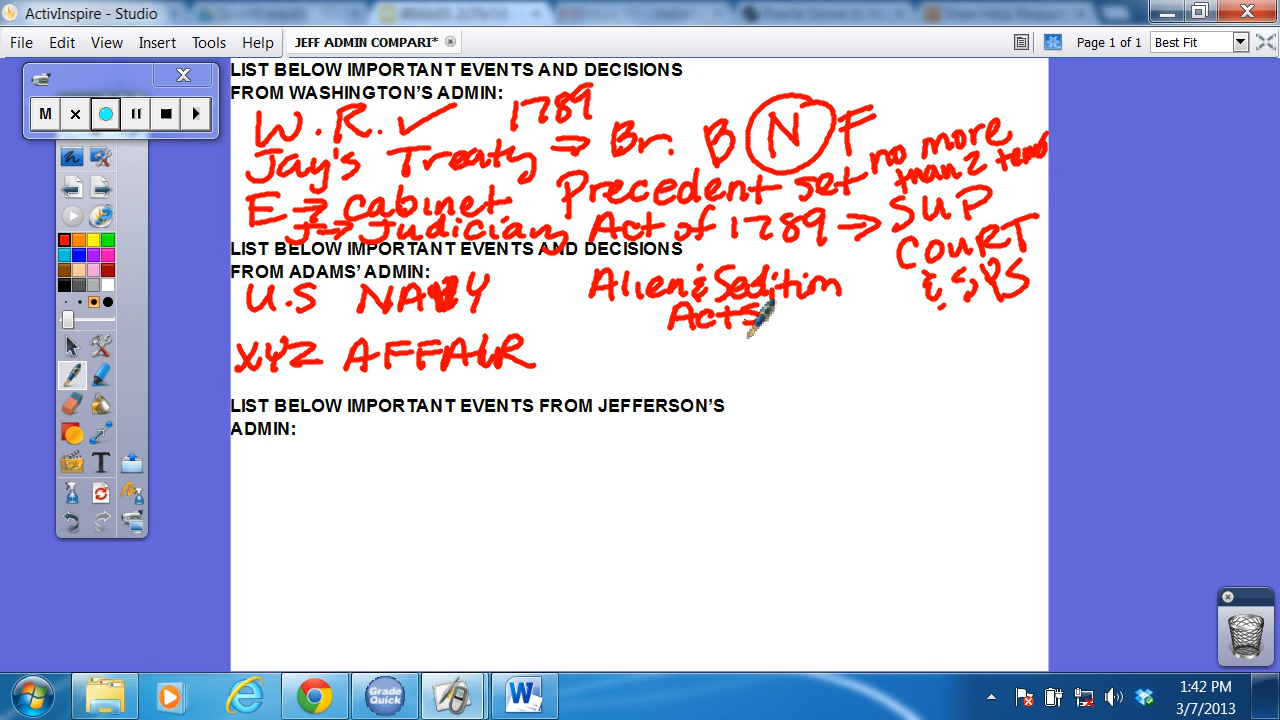 ActivInspire - Studio
File Edit View Insert Tools Help JEFF ADMIN COMPARI* Page 1 of 1 Best Fit
M
LIST BELOW IMPORTANT EVENTS AND DECISIONS
FROM WASHINGTON'S ADMIN:
W.R. ✓ 1789
Jay's Treaty ⇒ Br. B N F
no more
than 2 terms
E → cabinet Precedent set
J → Judiciary Act of 1789 ⇒ SUP
COURT
LIST BELOW IMPORTANT EVENTS AND DECISIONS
FROM ADAMS' ADMIN:
U.S NAVY Alien & Sedition
Acts
XYZ AFFAIR
LIST BELOW IMPORTANT EVENTS FROM JEFFERSON'S
ADMIN:
T
Grade
Quick
W
1:42 PM
3/7/2013